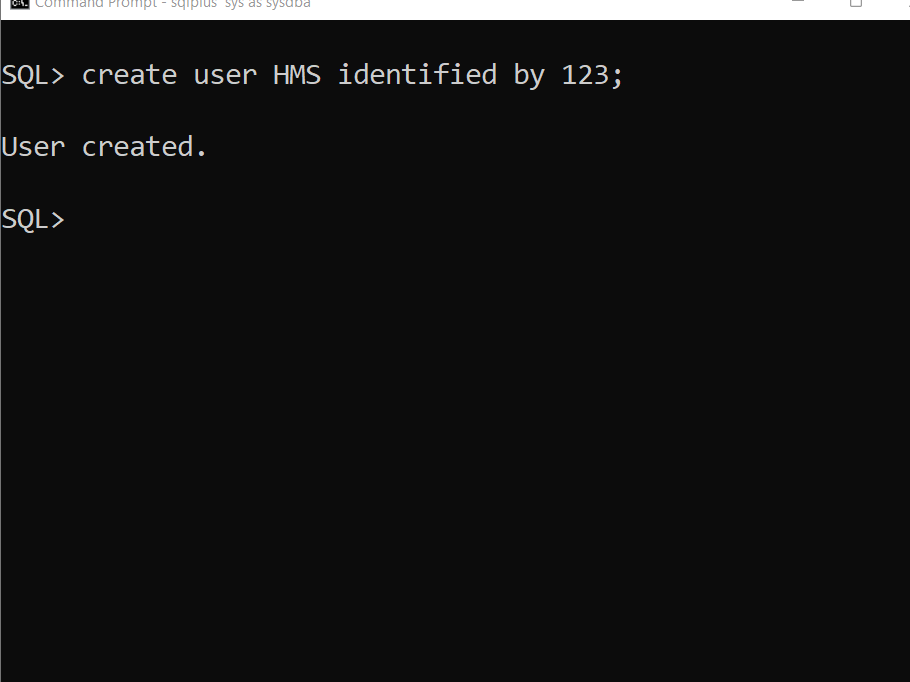 Command Prompt - sqlplus  sys as sysdba
SQL> create user HMS identified by 123;
User created.
SQL>